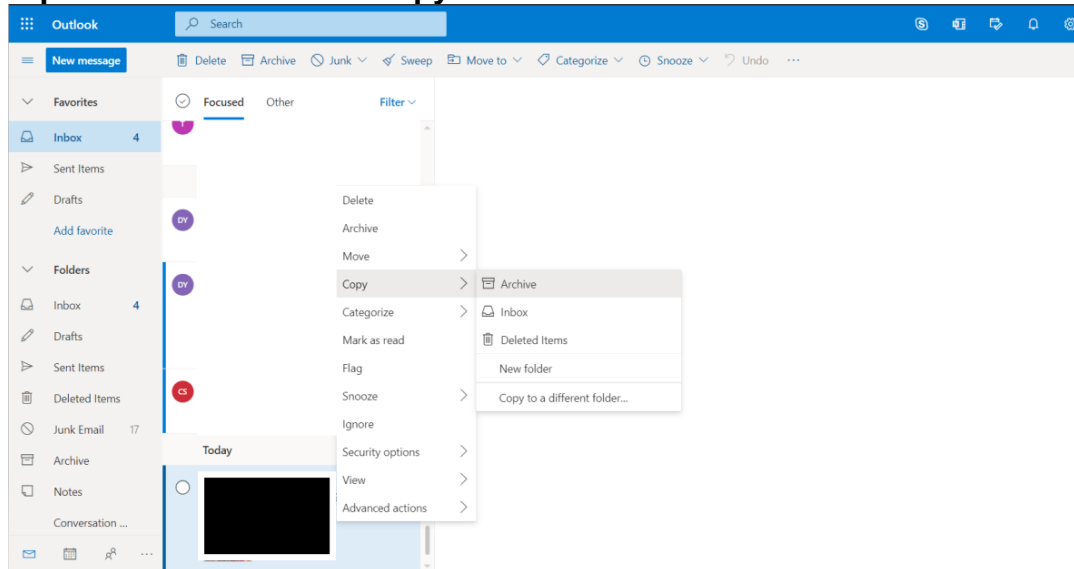 Outlook
Search
New message
Delete Archive Junk Sweep Move to Categorize Snooze Undo ...
Favorites
Focused Other Filter
Inbox 4
Sent Items
Drafts
Add favorite
Folders
Inbox 4
Drafts
Sent Items
Deleted Items
Junk Email 17
Archive
Notes
Conversation ...
DY
DY
CS
Today
Delete
Archive
Move
Copy
Categorize
Mark as read
Flag
Snooze
Ignore
Security options
View
Advanced actions
Archive
Inbox
Deleted Items
New folder
Copy to a different folder...